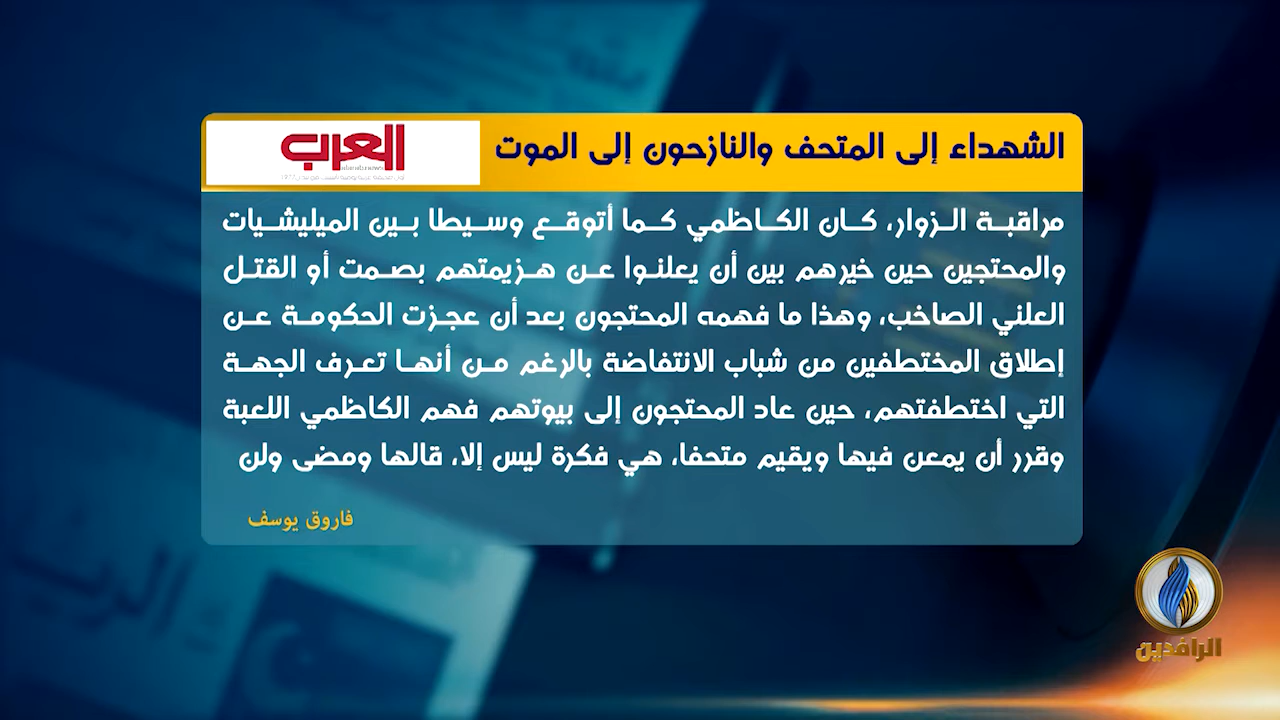 الشهداء إلى المتحف والنازحون إلى الموت
العرب
مراقبة الزوار، كان الكاظمي كما أتوقع وسيطا بين الميليشيات
والمحتجين حين خيرهم بين أن يعلنوا عن هزيمتهم بصمت أو القتل
العلني الصاخب، وهذا ما فهمه المحتجون بعد أن عجزت الحكومة عن
إطلاق المختطفين من شباب الانتفاضة بالرغم من أنها تعرف الجهة
التي اختطفتهم، حين عاد المحتجون إلى بيوتهم فهم الكاظمي اللعبة
وقرر أن يمعن فيها ويقيم متحفا، هي فكرة ليس إلا، قالها ومضى ولن
فاروق يوسف
الرافدين